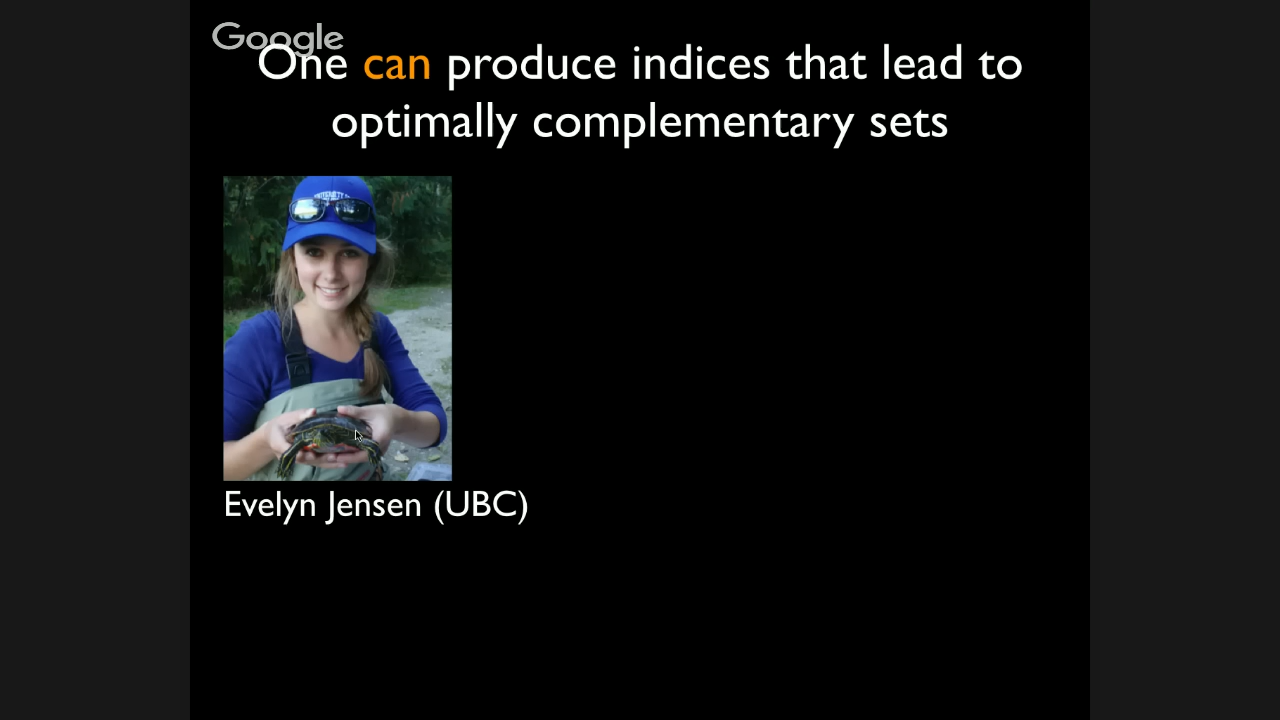 Google
One can produce indices that lead to
optimally complementary sets
Evelyn Jensen (UBC)